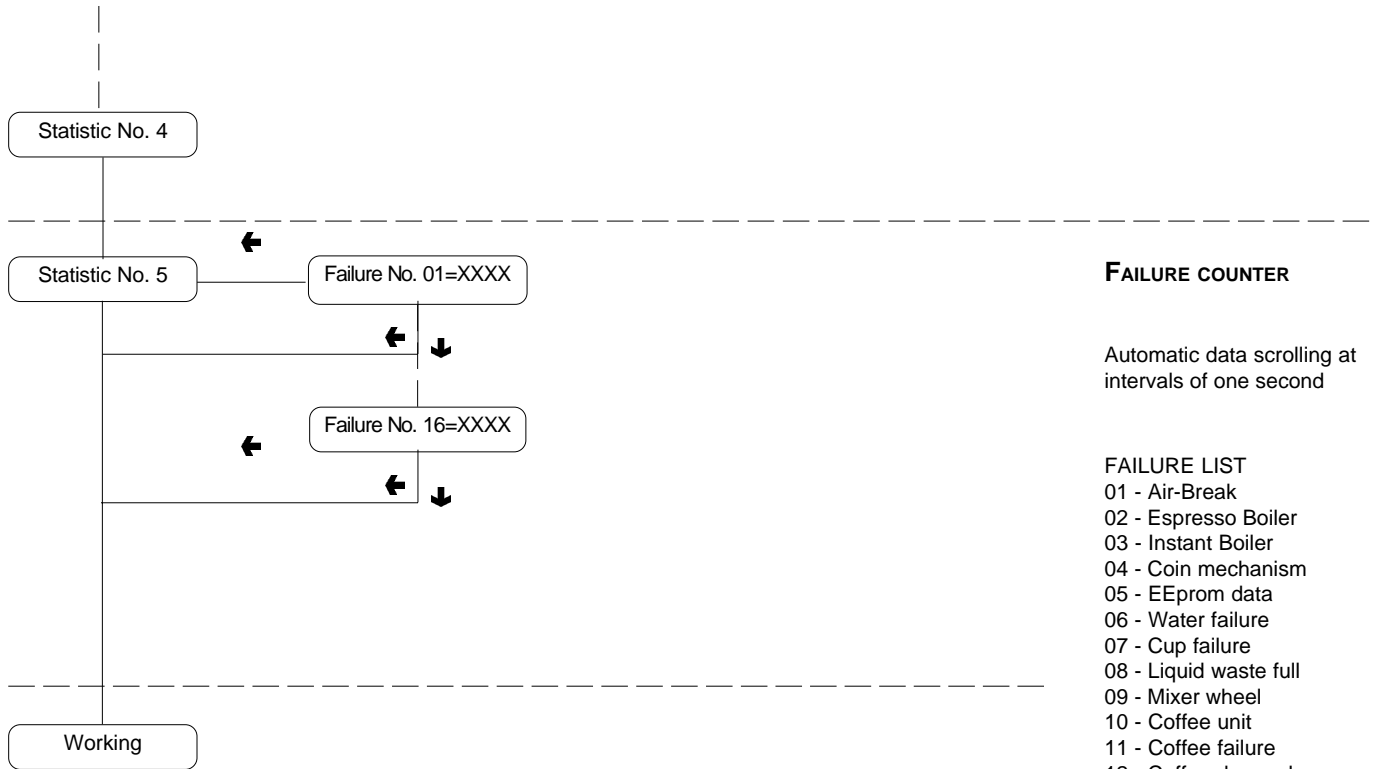 Statistic No. 4
Statistic No. 5
Failure No. 01=XXXX
Failure No. 16=XXXX
Working
FAILURE COUNTER
Automatic data scrolling at
intervals of one second
FAILURE LIST
01 - Air-Break
02 - Espresso Boiler
03 - Instant Boiler
04 - Coin mechanism
05 - EEprom data
06 - Water failure
07 - Cup failure
08 - Liquid waste full
09 - Mixer wheel
10 - Coffee unit
11 - Coffee failure